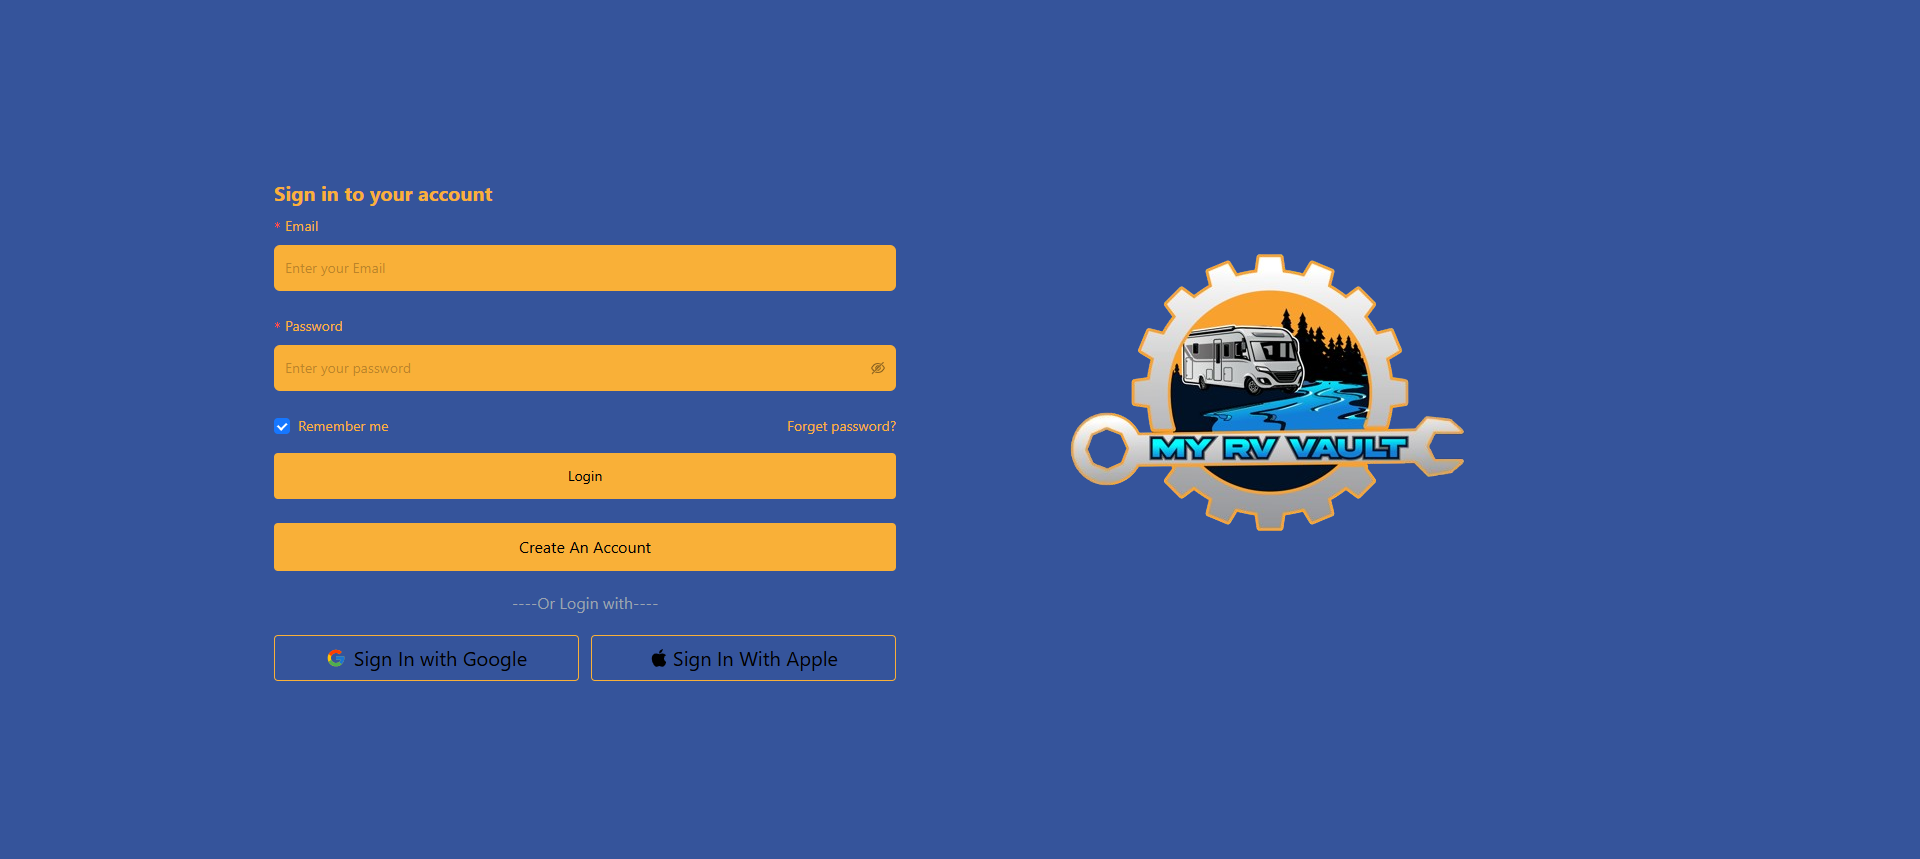 Sign in to your account
* Email
Enter your Email
* Password
Enter your password
Remember me
Forget password?
Login
Create An Account
----Or Login with----
Sign In with Google
Sign In With Apple
MY RV VAULT